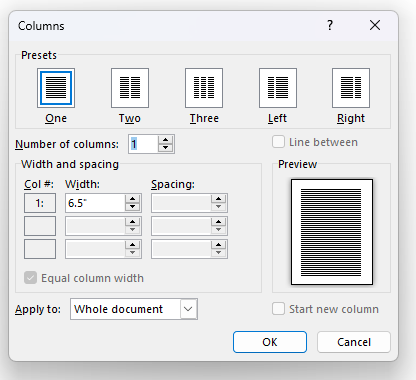 Columns ?
Presets
One Two Three Left Right
Number of columns: 1 Line between
Width and spacing Preview
Col #: Width: Spacing:
1: 6.5"
Equal column width
Apply to: Whole document Start new column
OK Cancel